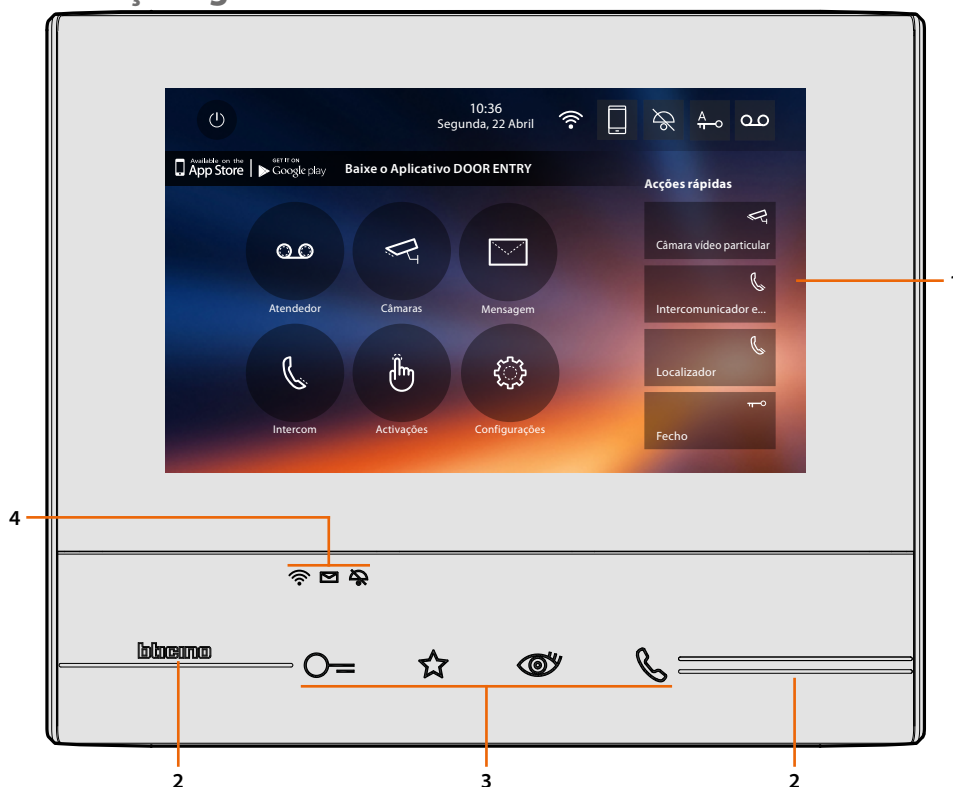 10:36
Segunda, 22 Abril
A
Available on the
App Store
GET IT ON
Google play
Baixe o Aplicativo DOOR ENTRY
Acções rápidas
Câmara vídeo particular
Intercomunicador e...
Localizador
Fecho
Atendedor
Câmaras
Mensagem
Intercom
Activações
Configurações
4
bticino
2
3
2